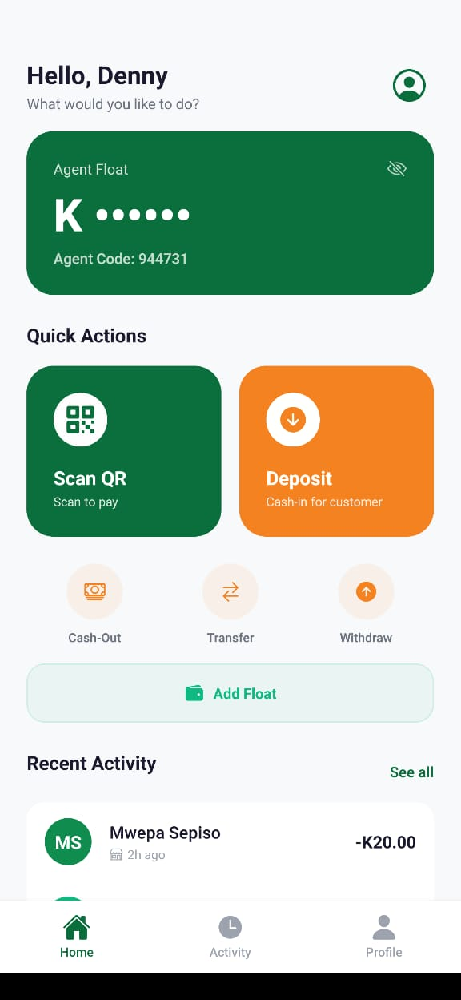 Hello, Denny
What would you like to do?
Agent Float
K ••••••
Agent Code: 944731
Quick Actions
Scan QR
Scan to pay
Deposit
Cash-in for customer
Cash-Out
Transfer
Withdraw
Add Float
Recent Activity
See all
MS
Mwepa Sepiso
2h ago
-K20.00
Home
Activity
Profile